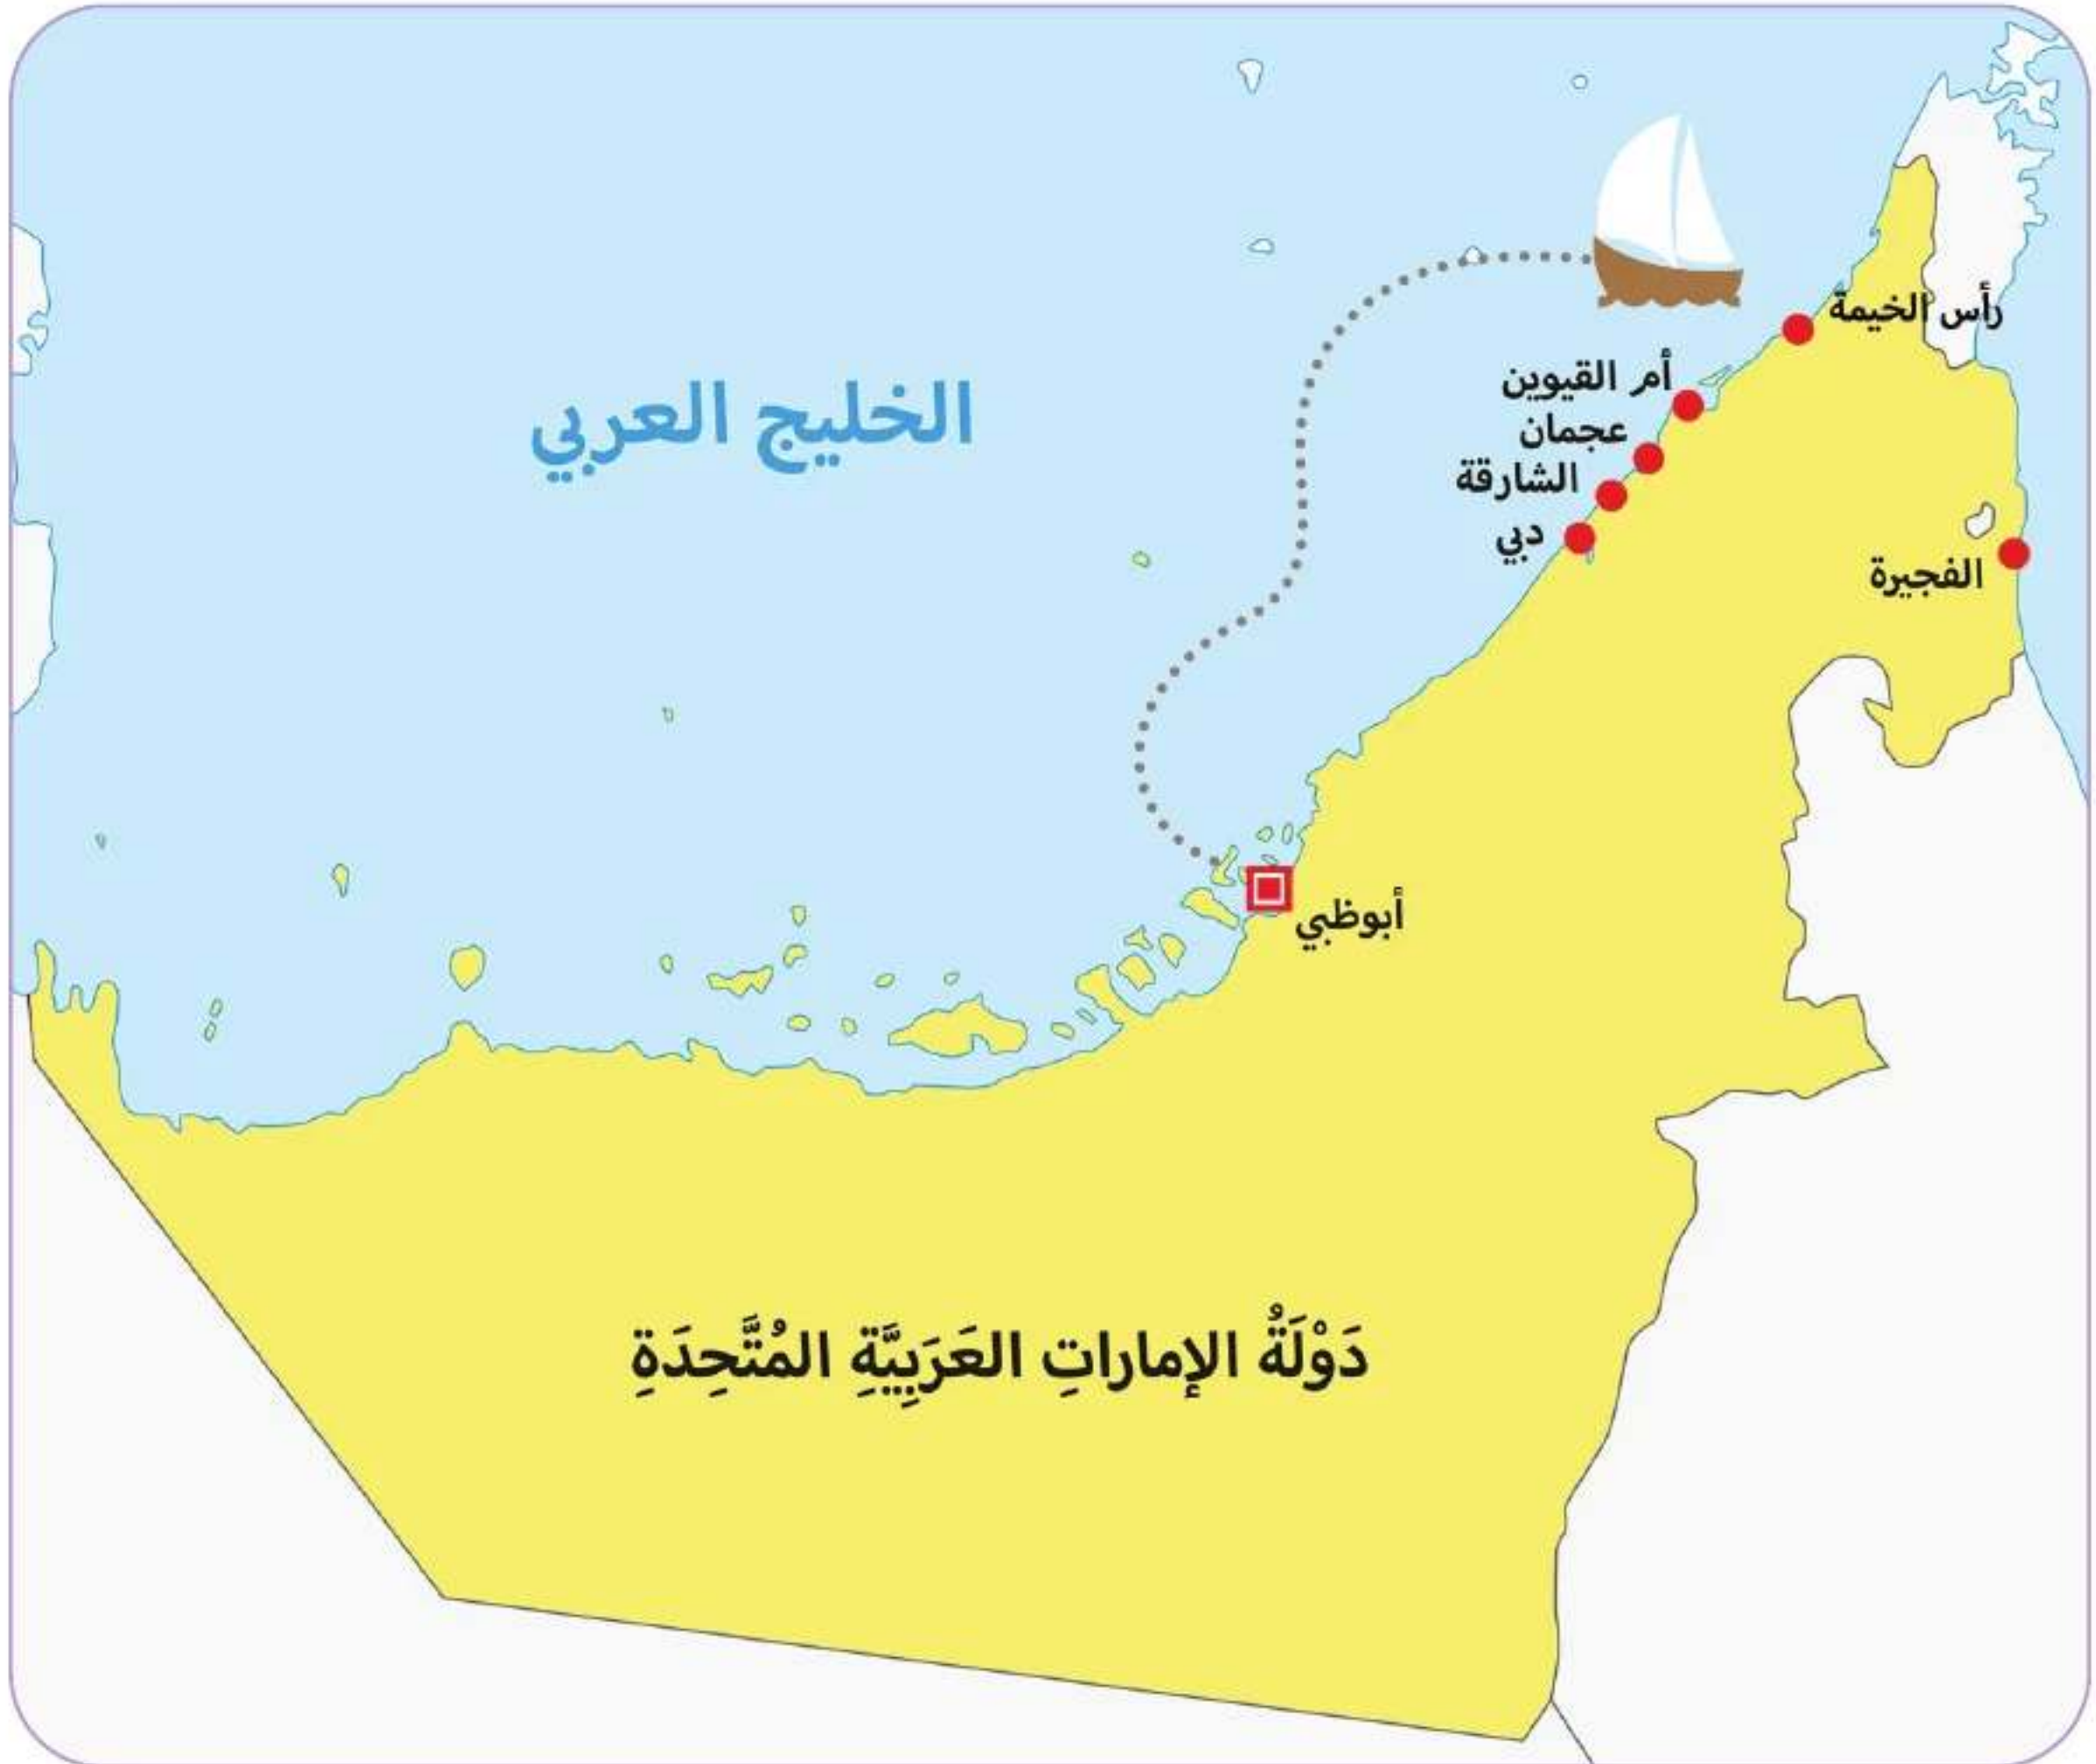 رأس الخيمة
أم القيوين
عجمان
الشارقة
دبي
الفجيرة
الخليج العربي
أبوظبي
دَوْلَةُ الإماراتِ العَرَبِيَّةِ المُتَّحِدَةِ